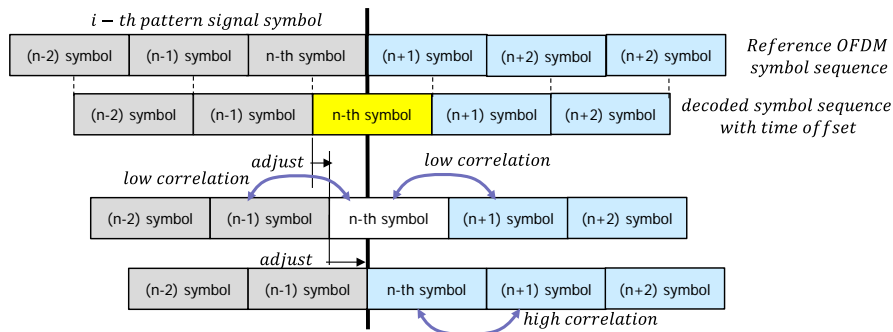 i − th pattern signal symbol
(n-2) symbol (n-1) symbol n-th symbol (n+1) symbol (n+2) symbol (n+2) symbol
Reference OFDM
symbol sequence
(n-2) symbol (n-1) symbol n-th symbol (n+1) symbol (n+2) symbol
decoded symbol sequence
with time offset
adjust
low correlation
low correlation
(n-2) symbol (n-1) symbol n-th symbol (n+1) symbol (n+2) symbol
adjust
(n-2) symbol (n-1) symbol n-th symbol (n+1) symbol (n+2) symbol
high correlation